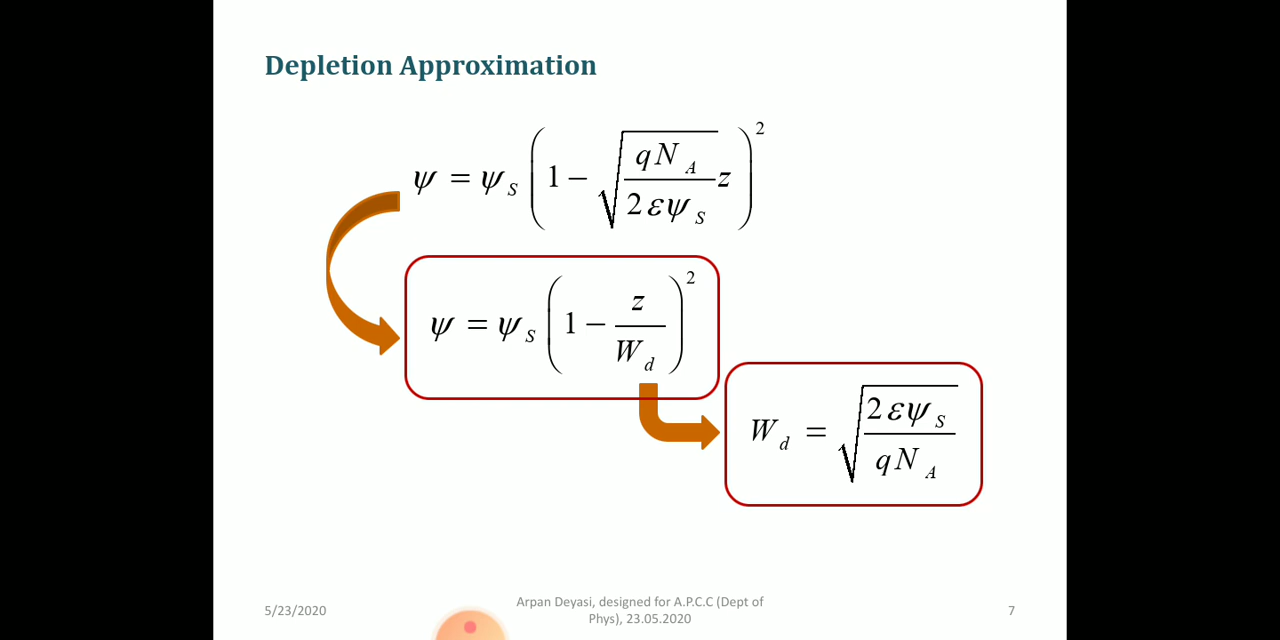 Depletion Approximation
ψ = ψ_S (1 − √(qN_A / 2εψ_S) z)²
ψ = ψ_S (1 − z / W_d)²
W_d = √(2εψ_S / qN_A)
5/23/2020
Arpan Deyasi, designed for A.P.C.C (Dept of
Phys), 23.05.2020
7